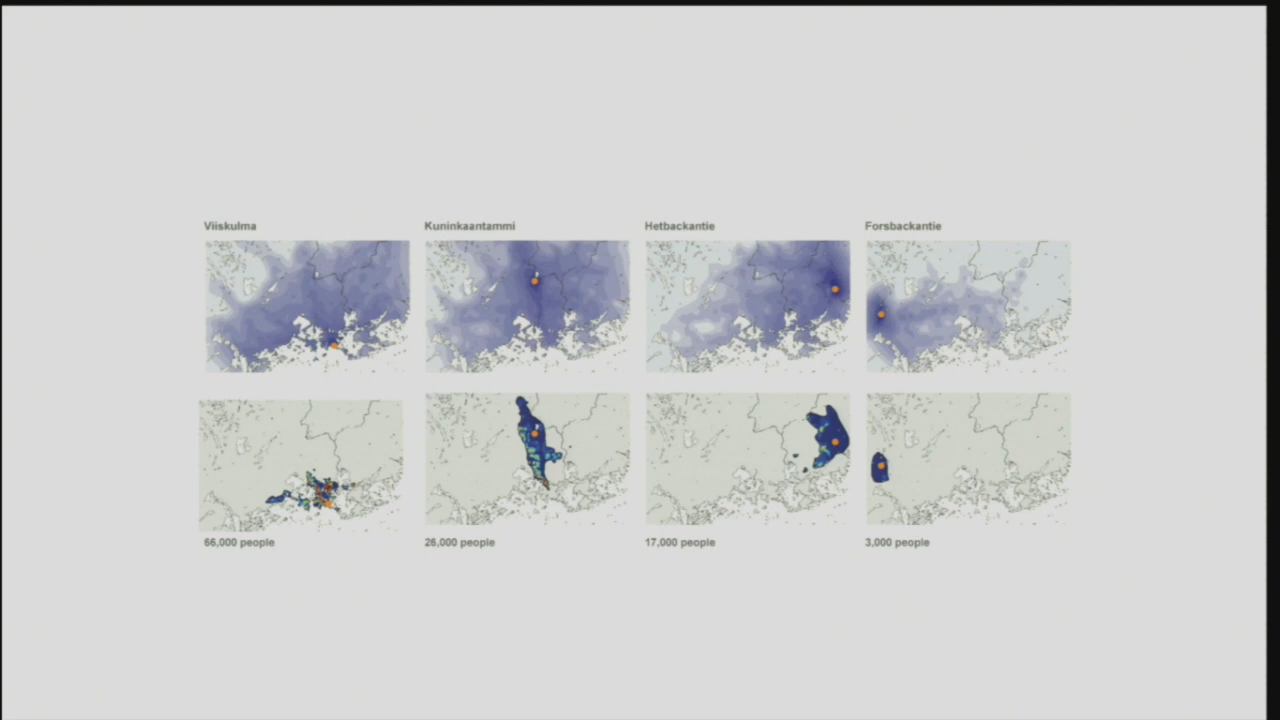 Viiskulma
Kuninkaantammi
Hetbackantie
Forsbackantie
66,000 people
26,000 people
17,000 people
3,000 people